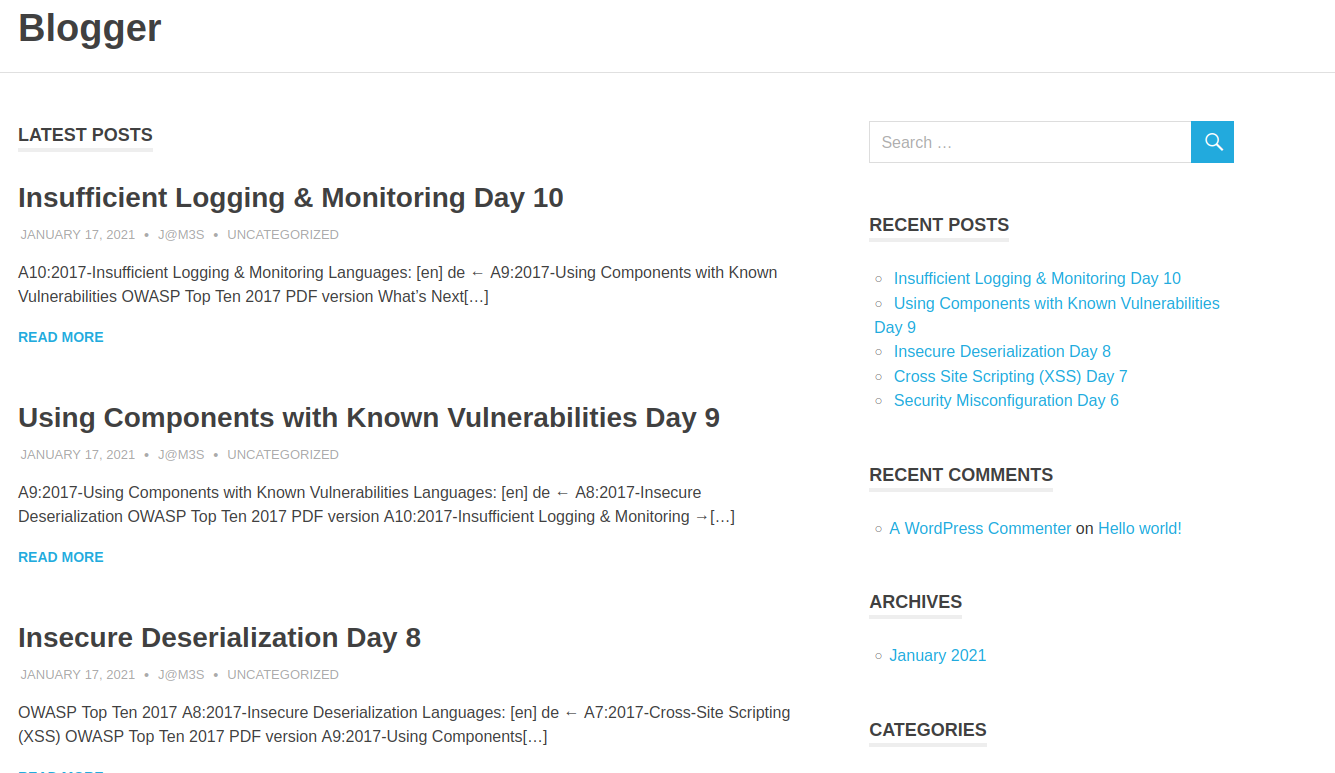 Blogger
LATEST POSTS
Insufficient Logging & Monitoring Day 10
JANUARY 17, 2021 • J@M3S • UNCATEGORIZED
A10:2017-Insufficient Logging & Monitoring Languages: [en] de ← A9:2017-Using Components with Known
Vulnerabilities OWASP Top Ten 2017 PDF version What’s Next[…]
READ MORE
Using Components with Known Vulnerabilities Day 9
JANUARY 17, 2021 • J@M3S • UNCATEGORIZED
A9:2017-Using Components with Known Vulnerabilities Languages: [en] de ← A8:2017-Insecure
Deserialization OWASP Top Ten 2017 PDF version A10:2017-Insufficient Logging & Monitoring →[…]
READ MORE
Insecure Deserialization Day 8
JANUARY 17, 2021 • J@M3S • UNCATEGORIZED
OWASP Top Ten 2017 A8:2017-Insecure Deserialization Languages: [en] de ← A7:2017-Cross-Site Scripting
(XSS) OWASP Top Ten 2017 PDF version A9:2017-Using Components[…]
READ MORE
Search …
RECENT POSTS
Insufficient Logging & Monitoring Day 10
Using Components with Known Vulnerabilities
Day 9
Insecure Deserialization Day 8
Cross Site Scripting (XSS) Day 7
Security Misconfiguration Day 6
RECENT COMMENTS
A WordPress Commenter on Hello world!
ARCHIVES
January 2021
CATEGORIES